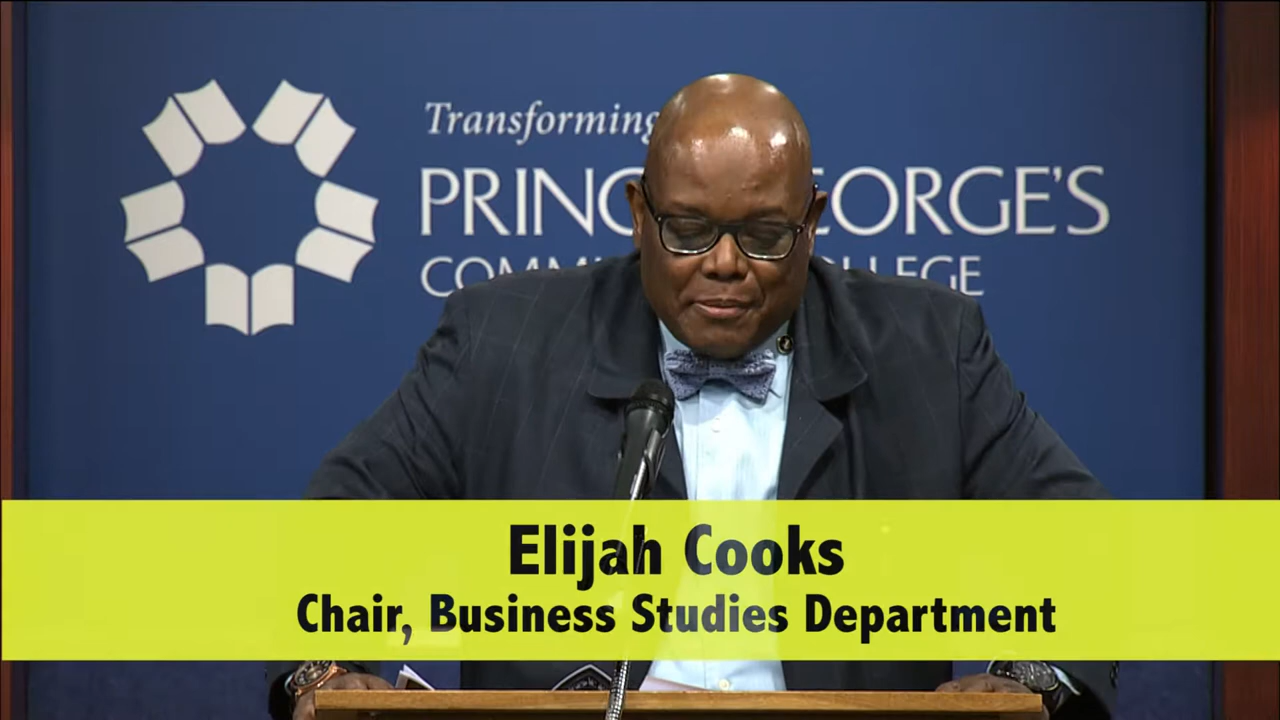 Transforming
PRINC EORGE'S
COMM LLEGE
Elijah Cooks
Chair, Business Studies Department